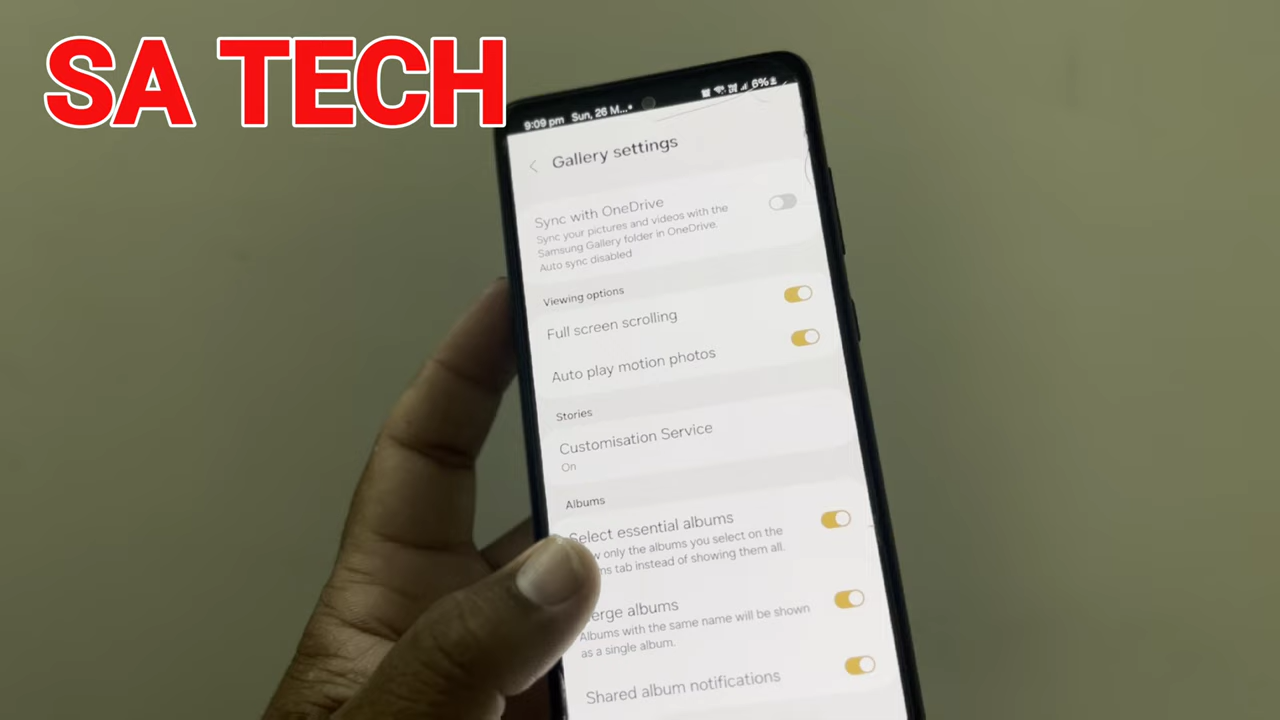 SA TECH
9:09 pm Sun, 26 M...•
6%
Gallery settings
Sync with OneDrive
Sync your pictures and videos with the
Samsung Gallery folder in OneDrive.
Auto sync disabled
Viewing options
Full screen scrolling
Auto play motion photos
Stories
Customisation Service
On
Albums
Select essential albums
only the albums you select on the
tab instead of showing them all.
albums
Albums with the same name will be shown
as a single album.
Shared album notifications